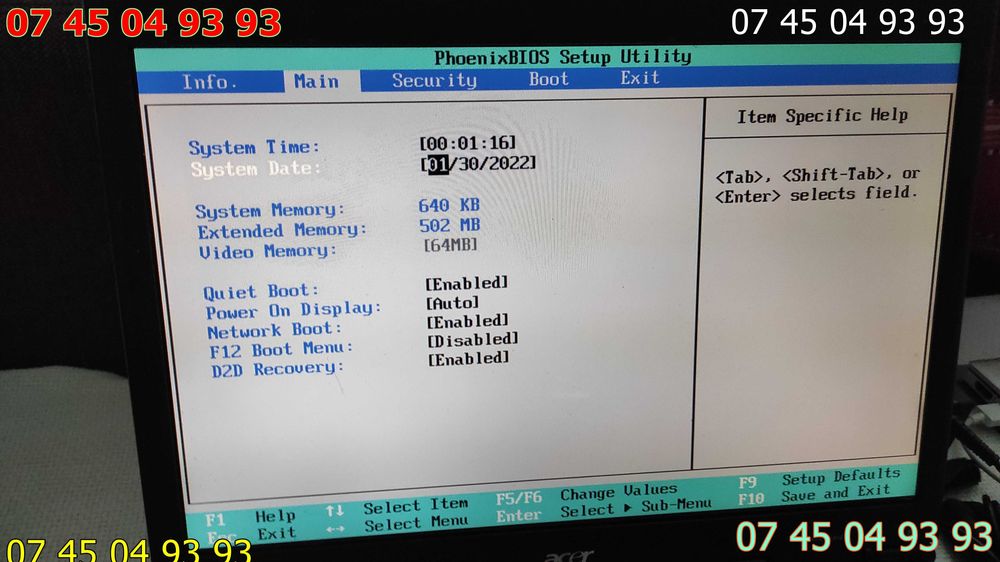 07 45 04 93 93
07 45 04 93 93
PhoenixBIOS Setup Utility
Info. Main Security Boot Exit
Item Specific Help
System Time: [00:01:16]
System Date: [01/30/2022]
<Tab>, <Shift-Tab>, or
<Enter> selects field.
System Memory: 640 KB
Extended Memory: 502 MB
Video Memory: [64MB]
Quiet Boot: [Enabled]
Power On Display: [Auto]
Network Boot: [Enabled]
F12 Boot Menu: [Disabled]
D2D Recovery: [Enabled]
F1 Help ↑↓ Select Item F5/F6 Change Values F9 Setup Defaults
Esc Exit ↔ Select Menu Enter Select ▶ Sub-Menu F10 Save and Exit
07 45 04 93 93
07 45 04 93 93
acer